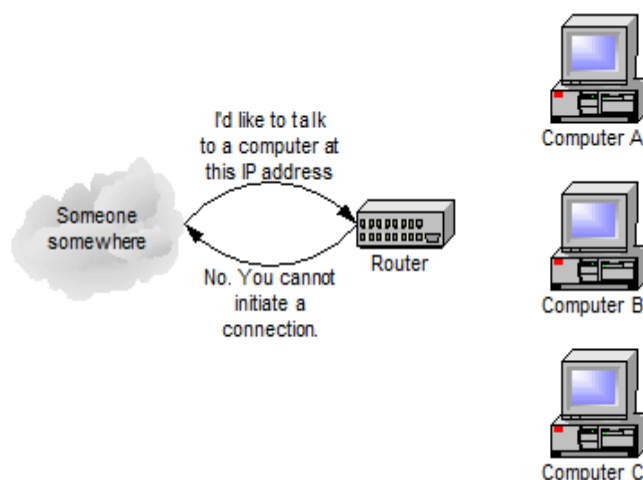 I'd like to talk
to a computer at
this IP address
Someone
somewhere
Router
No. You cannot
initiate a
connection.
Computer A
Computer B
Computer C